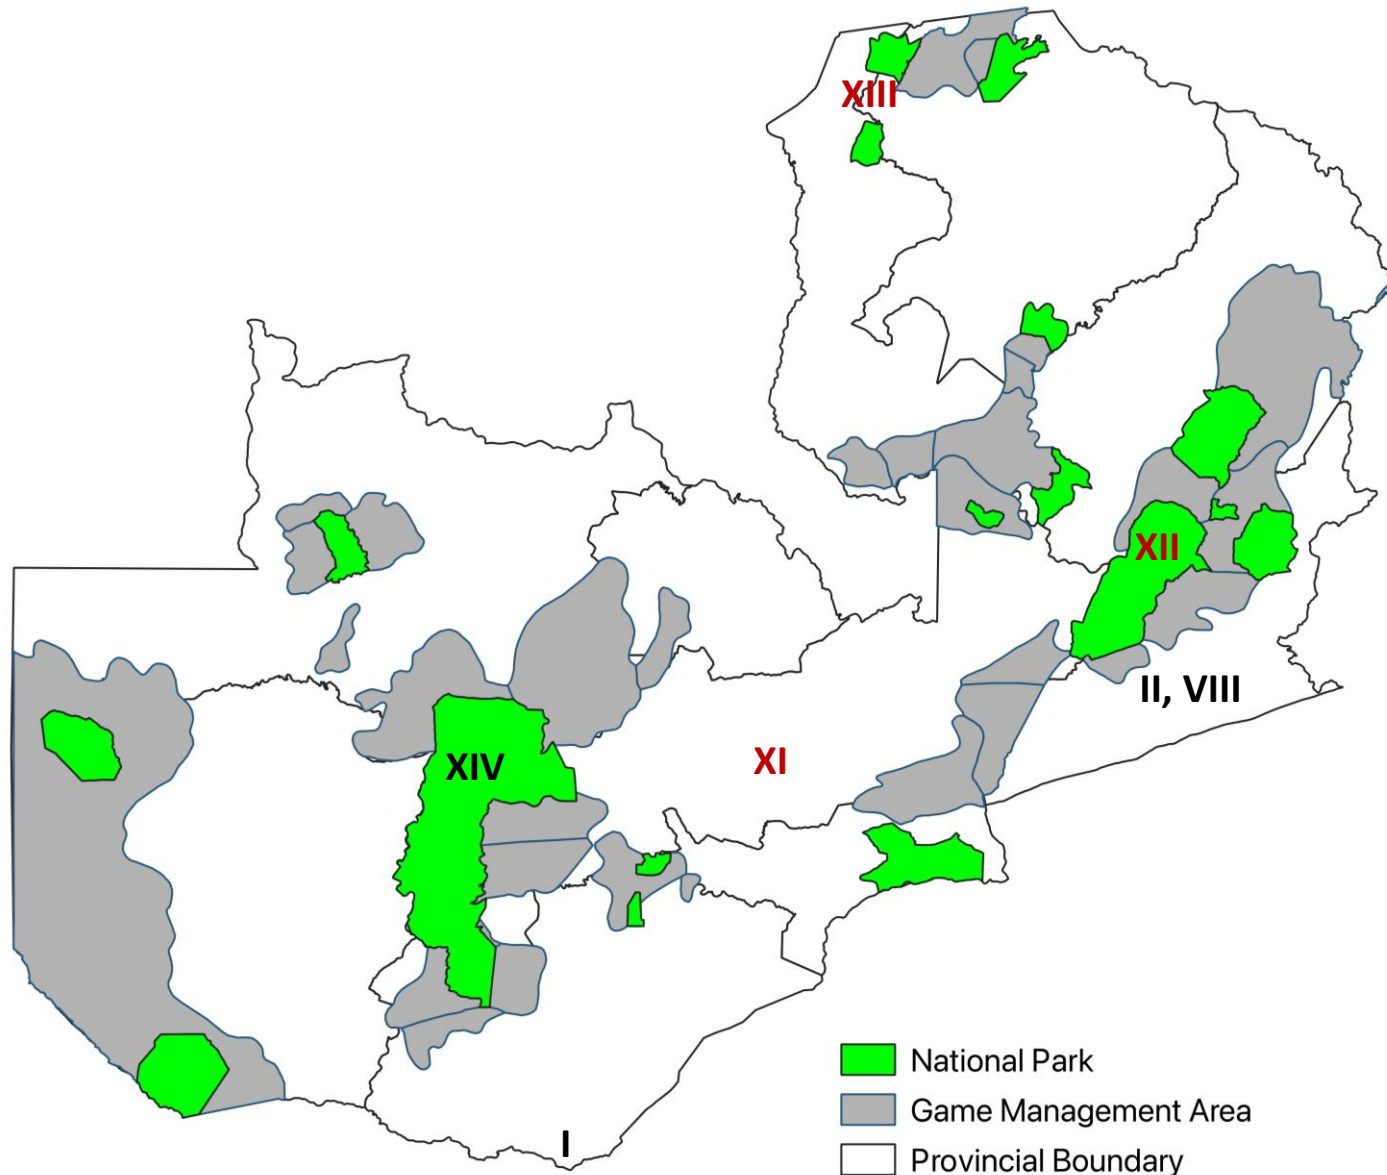 XIII
XII
II, VIII
XIV
XI
National Park
Game Management Area
I
Provincial Boundary